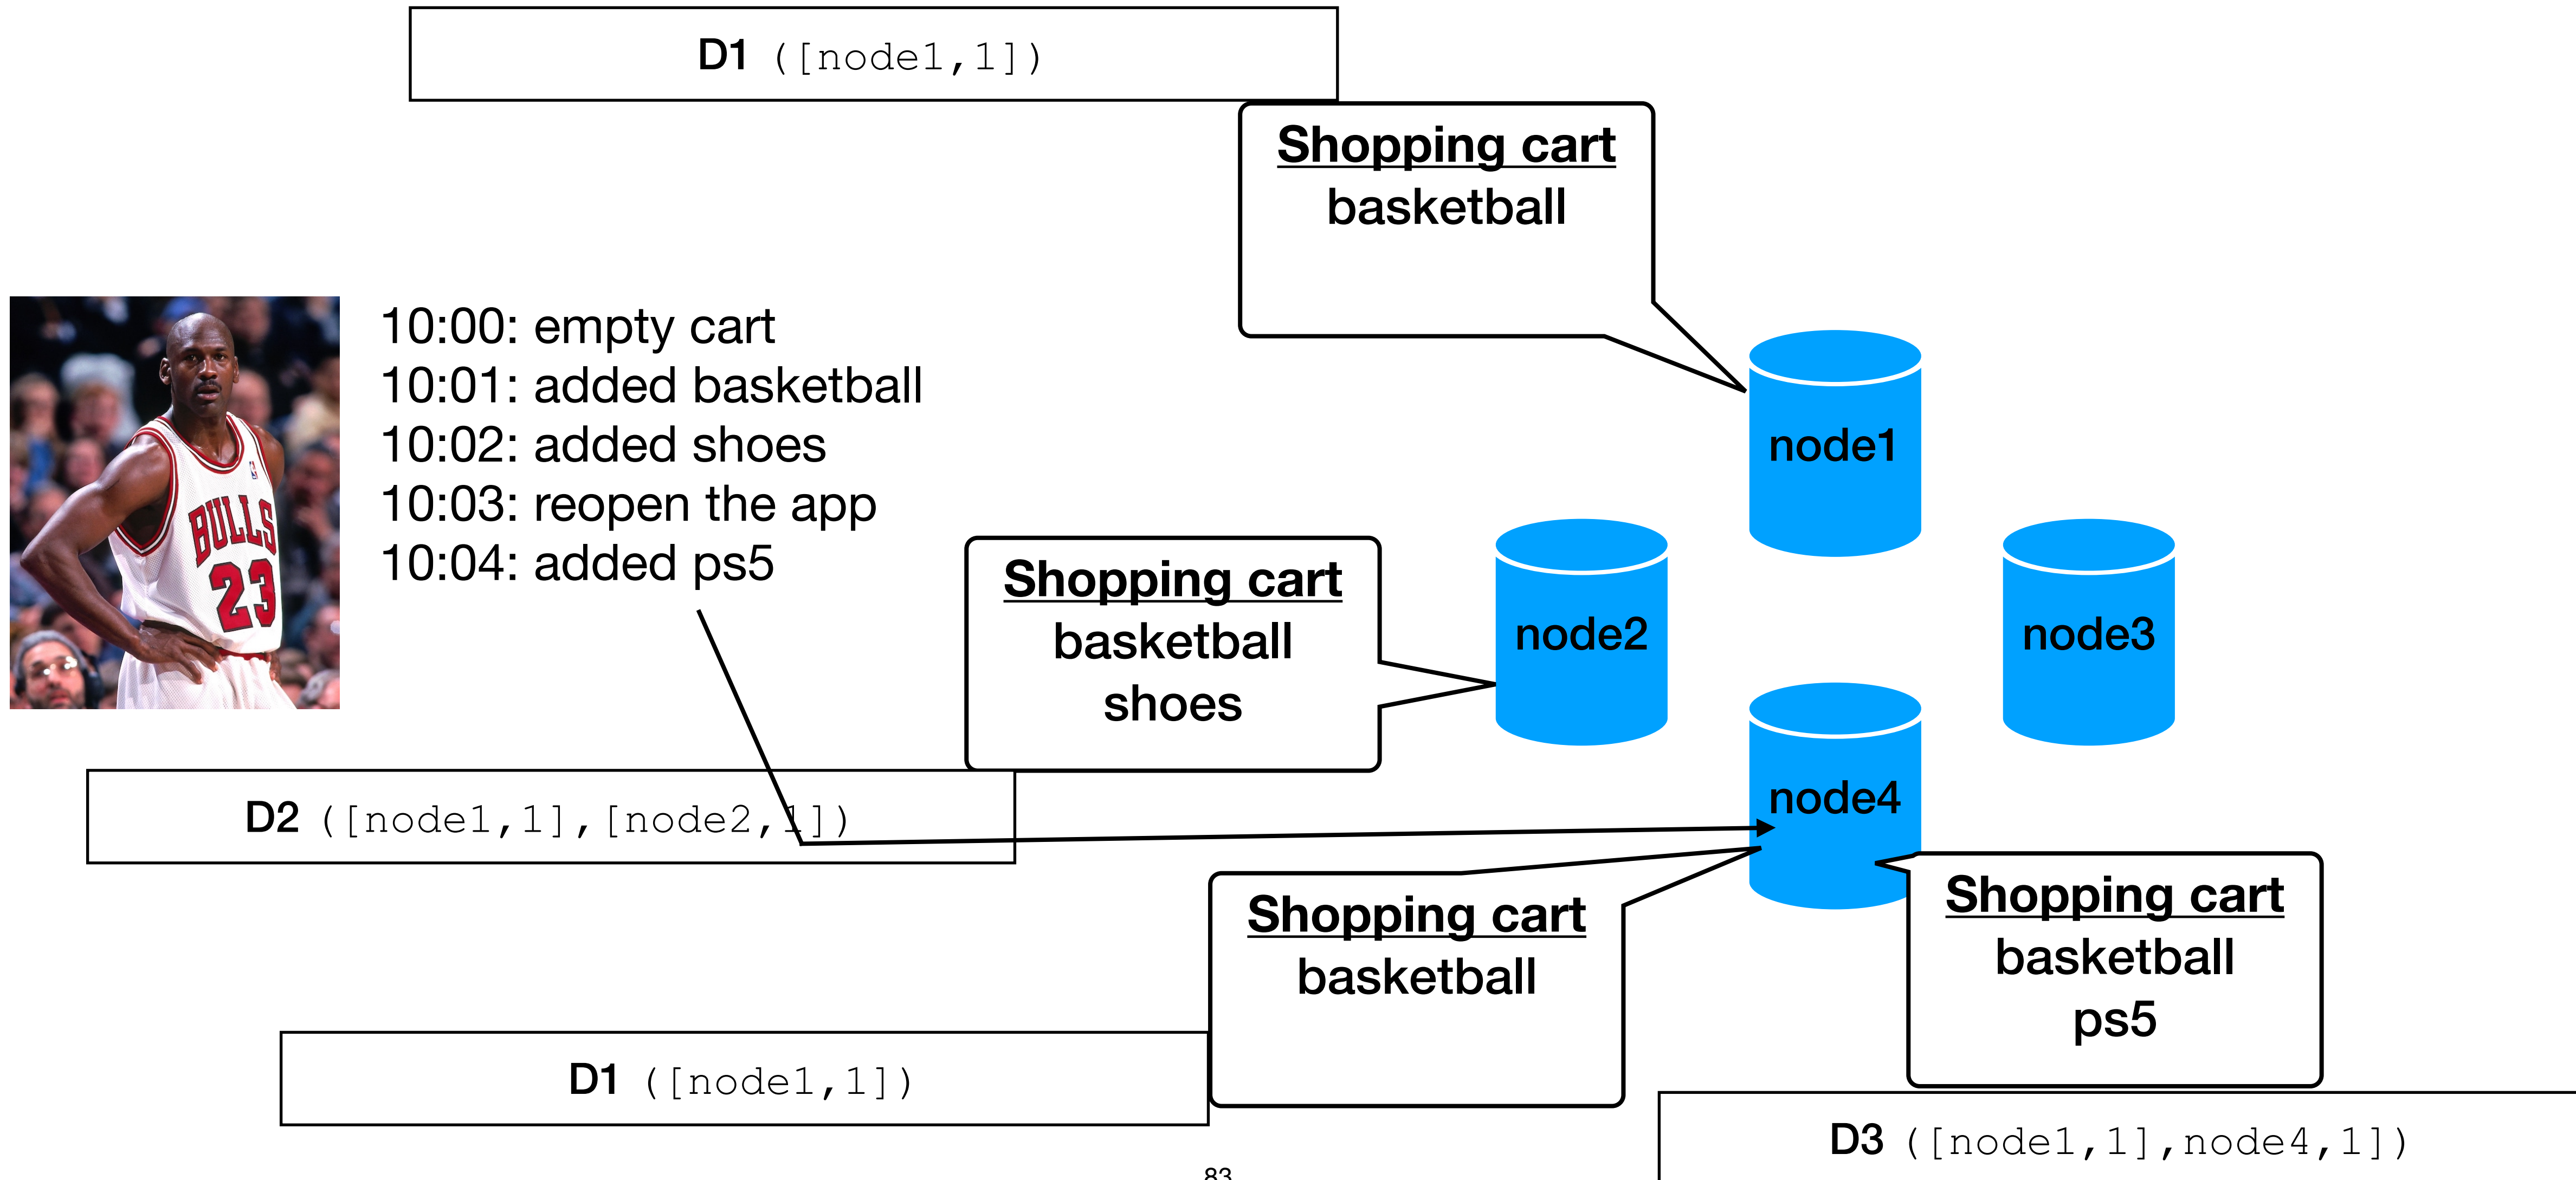 D1 ([node1,1])
Shopping cart
basketball
10:00: empty cart
10:01: added basketball
10:02: added shoes
10:03: reopen the app
10:04: added ps5
BULLS
23
node1
node2
node3
Shopping cart
basketball
shoes
D2 ([node1,1],[node2,1])
node4
Shopping cart
basketball
Shopping cart
basketball
ps5
D1 ([node1,1])
D3 ([node1,1],node4,1])
83